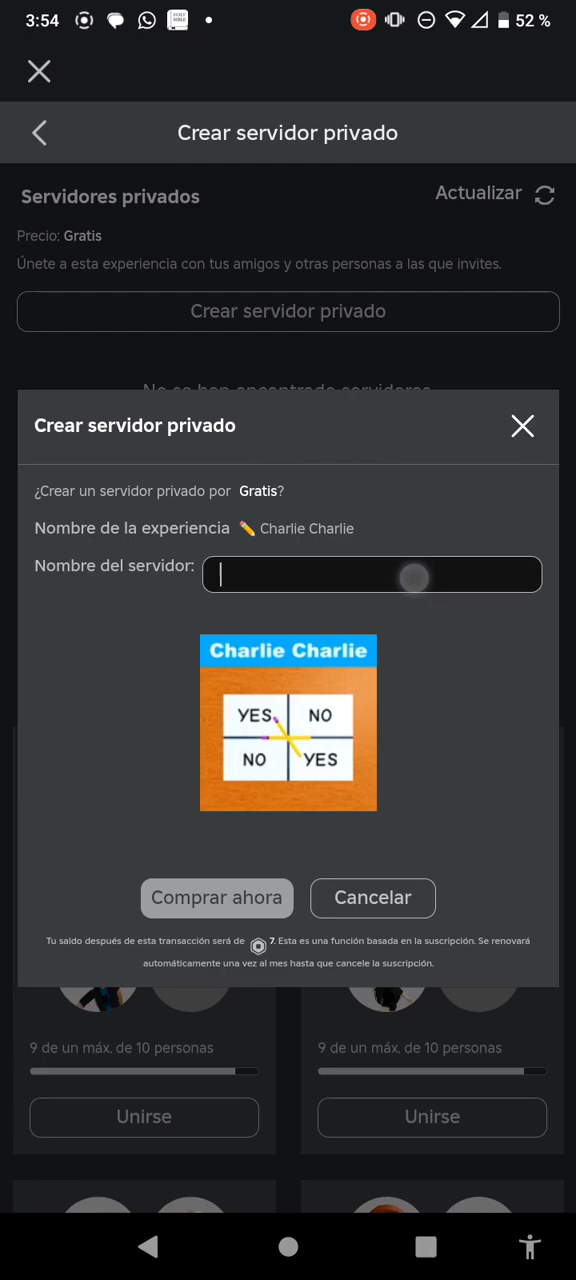 3:54
52 %
Crear servidor privado
Servidores privados
Actualizar
Precio: Gratis
Únete a esta experiencia con tus amigos y otras personas a las que invites.
Crear servidor privado
No se han encontrado servidores.
Crear servidor privado
¿Crear un servidor privado por Gratis?
Nombre de la experiencia ✏️ Charlie Charlie
Nombre del servidor:
Charlie Charlie
YES NO
NO YES
Comprar ahora
Cancelar
Tu saldo después de esta transacción será de 7. Esta es una función basada en la suscripción. Se renovará
automáticamente una vez al mes hasta que cancele la suscripción.
9 de un máx. de 10 personas
9 de un máx. de 10 personas
Unirse
Unirse